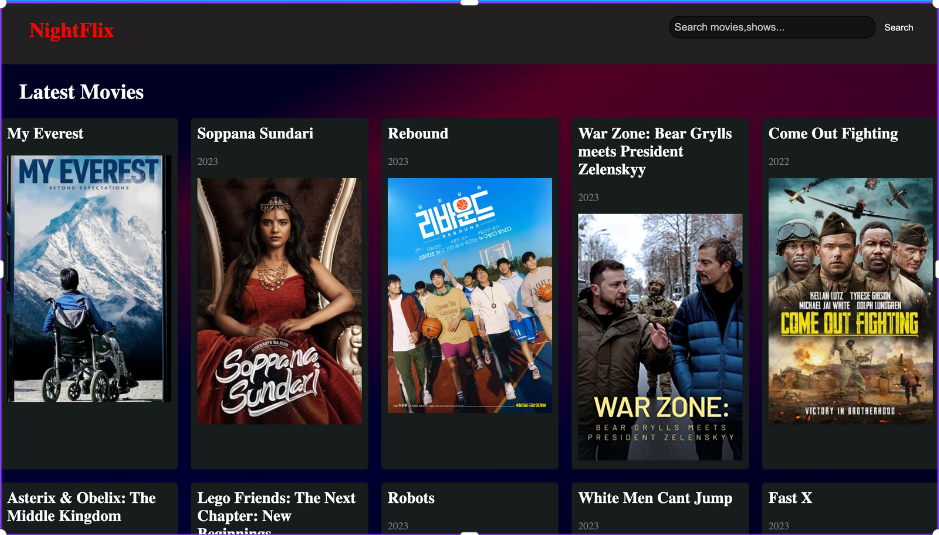 NightFlix
Search movies,shows...
Search
Latest Movies
My Everest
MY EVEREST
BEYOND EXPECTATIONS
Soppana Sundari
2023
Soppana
Sundari
Rebound
2023
리바운드
REBOUND
War Zone: Bear Grylls
meets President
Zelenskyy
2023
WAR ZONE:
BEAR GRYLLS MEETS
PRESIDENT ZELENSKYY
Come Out Fighting
2022
KELLAN LUTZ TYRESE GIBSON
MICHAEL JAI WHITE DOLPH LUNDGREN
COME OUT FIGHTING
VICTORY IN BROTHERHOOD
Asterix & Obelix: The
Middle Kingdom
Lego Friends: The Next
Chapter: New
Beginnings
Robots
2023
White Men Cant Jump
2023
Fast X
2023